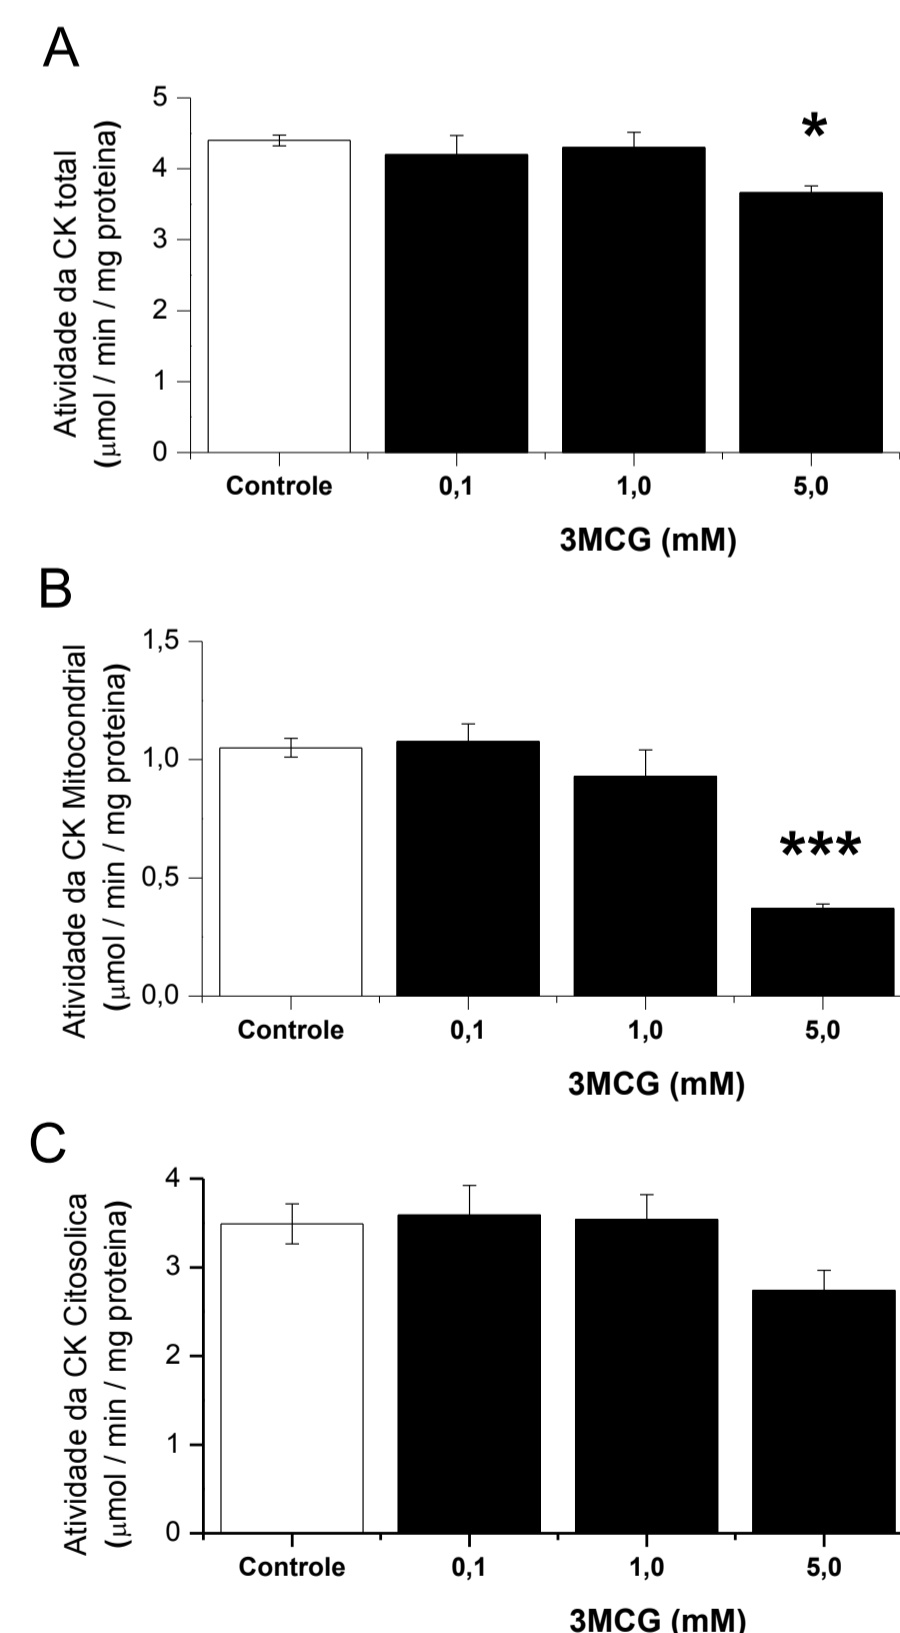 A
Atividade da CK total
(μmol / min / mg proteina)
5
4
3
2
1
0
*
Controle 0,1 1,0 5,0
3MCG (mM)
B
Atividade da CK Mitocondrial
(μmol / min / mg proteina)
1,5
1,0
0,5
0,0
***
Controle 0,1 1,0 5,0
3MCG (mM)
C
Atividade da CK Citosolica
(μmol / min / mg proteina)
4
3
2
1
0
Controle 0,1 1,0 5,0
3MCG (mM)